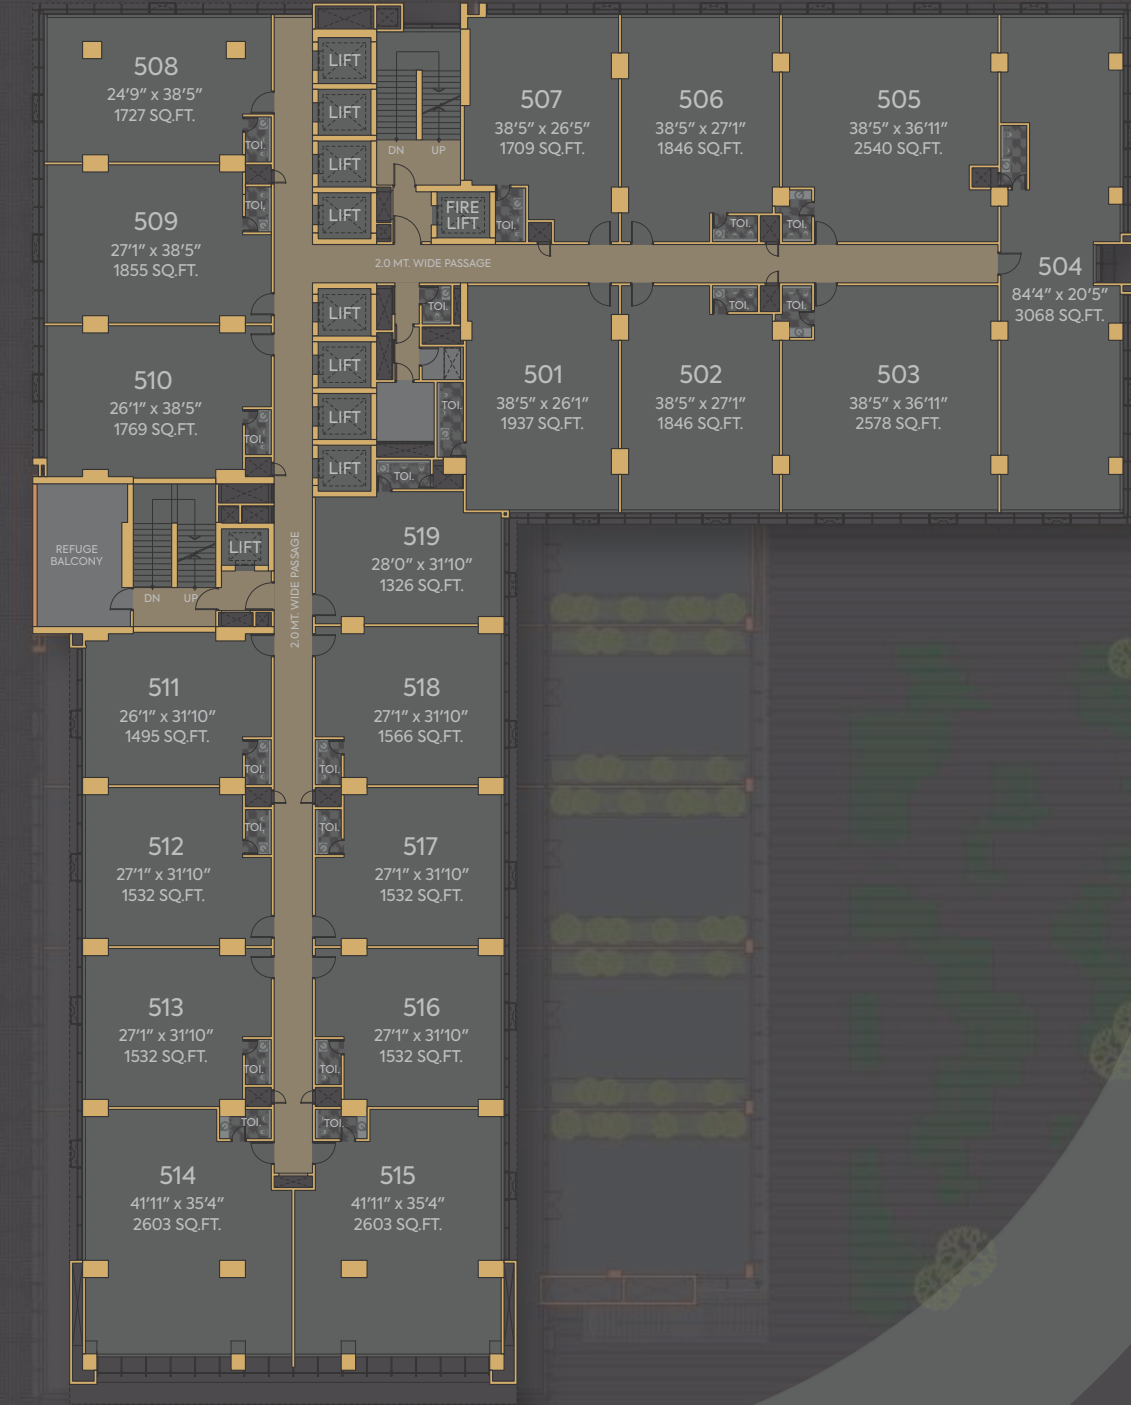 508
24'9" x 38'5"
1727 SQ.FT.
TOI.
LIFT
LIFT
LIFT
LIFT
DN
UP
FIRE
LIFT
TOI.
507
38'5" x 26'5"
1709 SQ.FT.
506
38'5" x 27'1"
1846 SQ.FT.
TOI.
505
38'5" x 36'11"
2540 SQ.FT.
TOI.
509
27'1" x 38'5"
1855 SQ.FT.
TOI.
2.0 MT. WIDE PASSAGE
504
84'4" x 20'5"
3068 SQ.FT.
510
26'1" x 38'5"
1769 SQ.FT.
TOI.
LIFT
LIFT
LIFT
LIFT
TOI.
TOI.
TOI.
501
38'5" x 26'1"
1937 SQ.FT.
502
38'5" x 27'1"
1846 SQ.FT.
TOI.
TOI.
503
38'5" x 36'11"
2578 SQ.FT.
REFUGE
BALCONY
DN
UP
LIFT
2.0 MT. WIDE PASSAGE
519
28'0" x 31'10"
1326 SQ.FT.
511
26'1" x 31'10"
1495 SQ.FT.
TOI.
518
27'1" x 31'10"
1566 SQ.FT.
TOI.
512
27'1" x 31'10"
1532 SQ.FT.
TOI.
517
27'1" x 31'10"
1532 SQ.FT.
TOI.
513
27'1" x 31'10"
1532 SQ.FT.
TOI.
516
27'1" x 31'10"
1532 SQ.FT.
TOI.
514
41'11" x 35'4"
2603 SQ.FT.
TOI.
515
41'11" x 35'4"
2603 SQ.FT.
TOI.